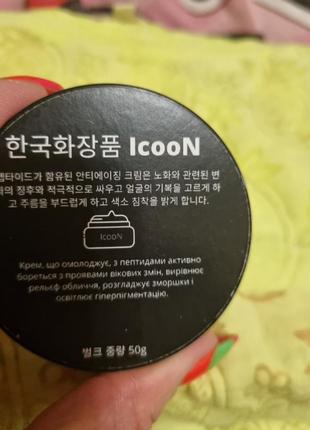 한국화장품 IcooN
펩타이드가 함유된 안티에이징 크림은 노화와 관련된 변
화의 징후와 적극적으로 싸우고 얼굴의 기복을 고르게 하
고 주름을 부드럽게 하고 색소 침착을 밝게 합니다.
IcooN
Крем, що омолоджує, з пептидами активно
бореться з проявами вікових змін, вирівнює
рельєф обличчя, розгладжує зморшки і
освітлює гіперпігментацію.
벌크 중량 50g